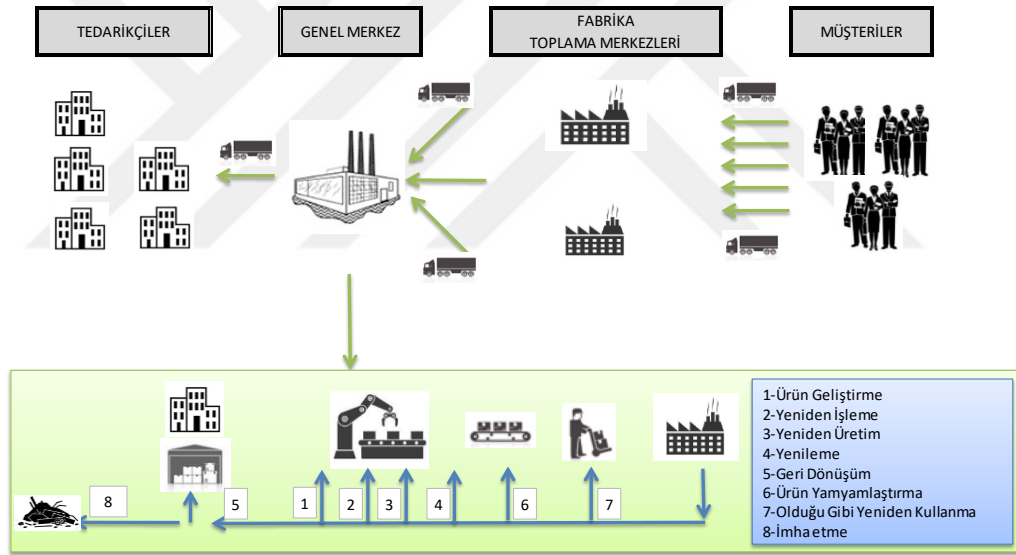 TEDARİKÇİLER
GENEL MERKEZ
FABRİKA
TOPLAMA MERKEZLERİ
MÜŞTERİLER
1-Ürün Geliştirme
2-Yeniden İşleme
3-Yeniden Üretim
4-Yenileme
5-Geri Dönüşüm
6-Ürün Yamyamlaştırma
7-Olduğu Gibi Yeniden Kullanma
8-İmha etme
8
5
1
2
3
4
6
7